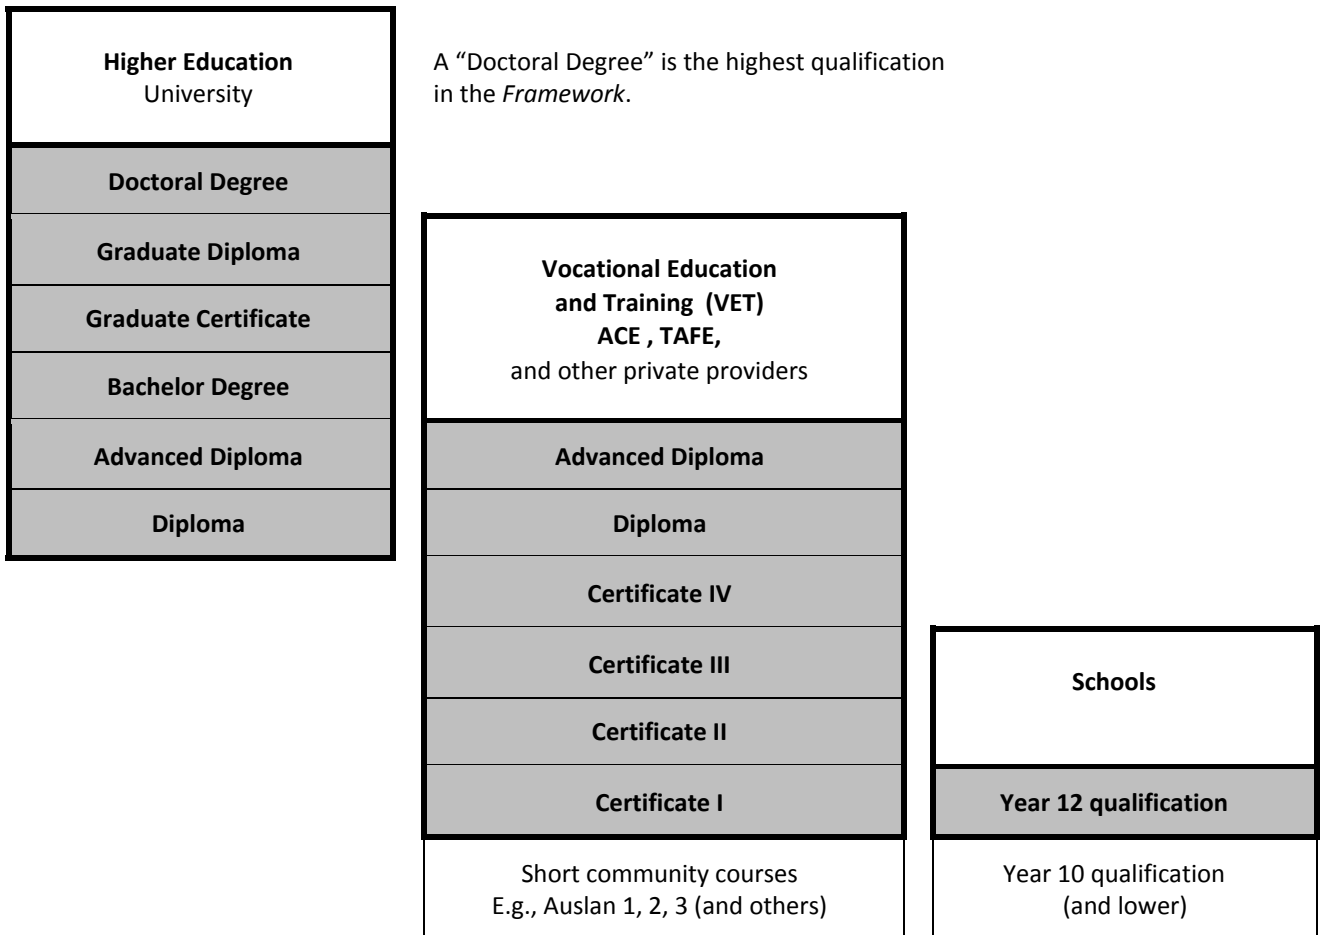 Higher Education
University
A “Doctoral Degree” is the highest qualification
in the Framework.
Doctoral Degree
Graduate Diploma
Graduate Certificate
Bachelor Degree
Advanced Diploma
Diploma
Vocational Education
and Training  (VET)
ACE , TAFE,
and other private providers
Advanced Diploma
Diploma
Certificate IV
Certificate III
Certificate II
Certificate I
Short community courses
E.g., Auslan 1, 2, 3 (and others)
Schools
Year 12 qualification
Year 10 qualification
(and lower)